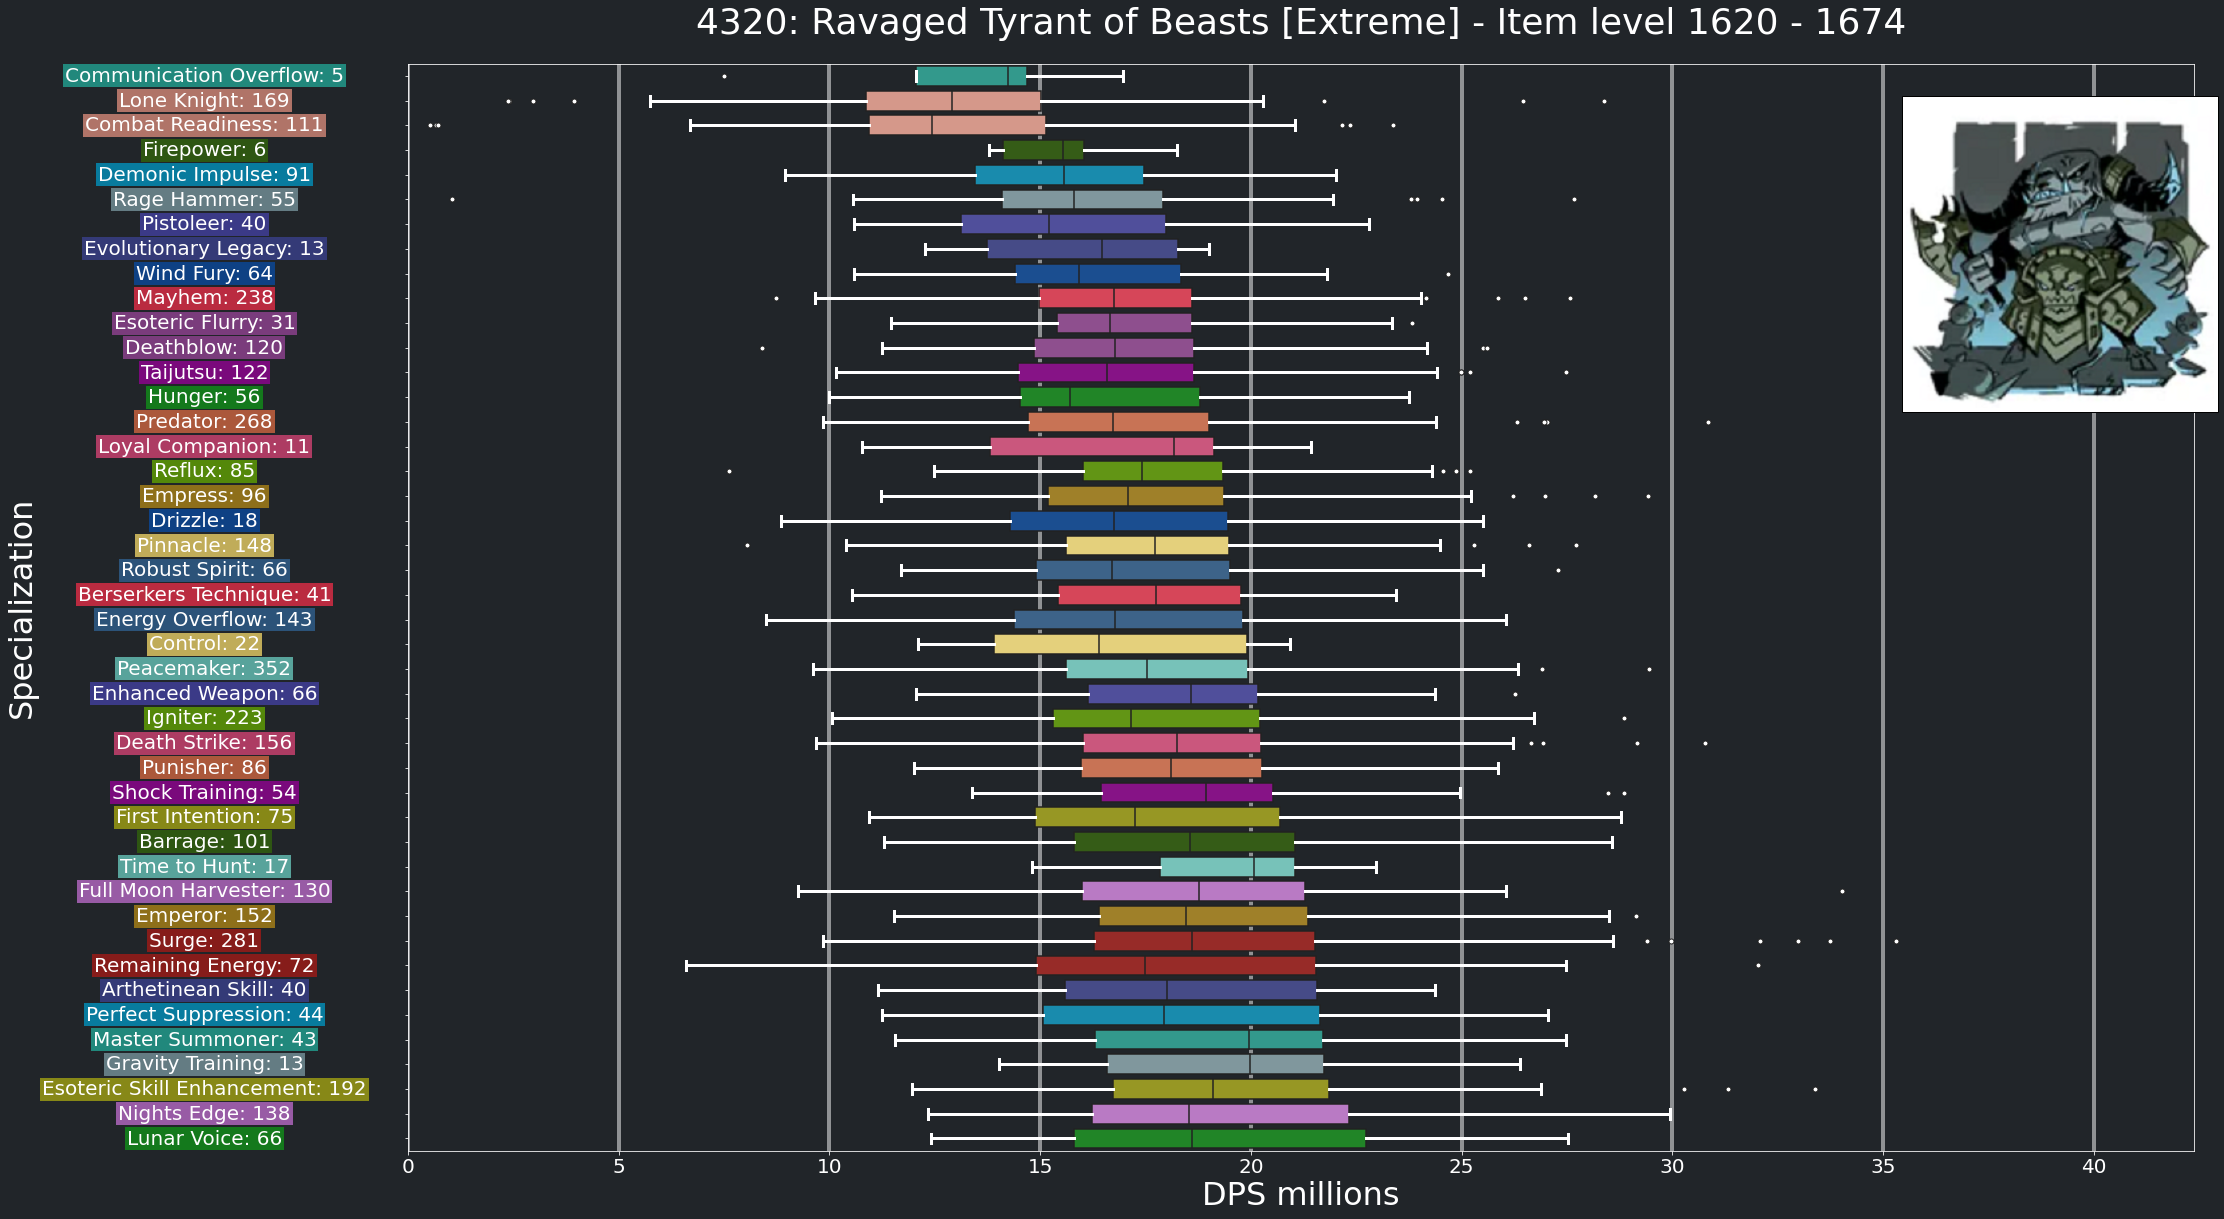 4320: Ravaged Tyrant of Beasts [Extreme] - Item level 1620 - 1674
Communication Overflow: 5
Lone Knight: 169
Combat Readiness: 111
Firepower: 6
Demonic Impulse: 91
Rage Hammer: 55
Pistoleer: 40
Evolutionary Legacy: 13
Wind Fury: 64
Mayhem: 238
Esoteric Flurry: 31
Deathblow: 120
Taijutsu: 122
Hunger: 56
Predator: 268
Loyal Companion: 11
Reflux: 85
Empress: 96
Drizzle: 18
Pinnacle: 148
Robust Spirit: 66
Berserkers Technique: 41
Energy Overflow: 143
Control: 22
Peacemaker: 352
Enhanced Weapon: 66
Igniter: 223
Death Strike: 156
Punisher: 86
Shock Training: 54
First Intention: 75
Barrage: 101
Time to Hunt: 17
Full Moon Harvester: 130
Emperor: 152
Surge: 281
Remaining Energy: 72
Arthetinean Skill: 40
Perfect Suppression: 44
Master Summoner: 43
Gravity Training: 13
Esoteric Skill Enhancement: 192
Nights Edge: 138
Lunar Voice: 66
Specialization
0 5 10 15 20 25 30 35 40
DPS millions